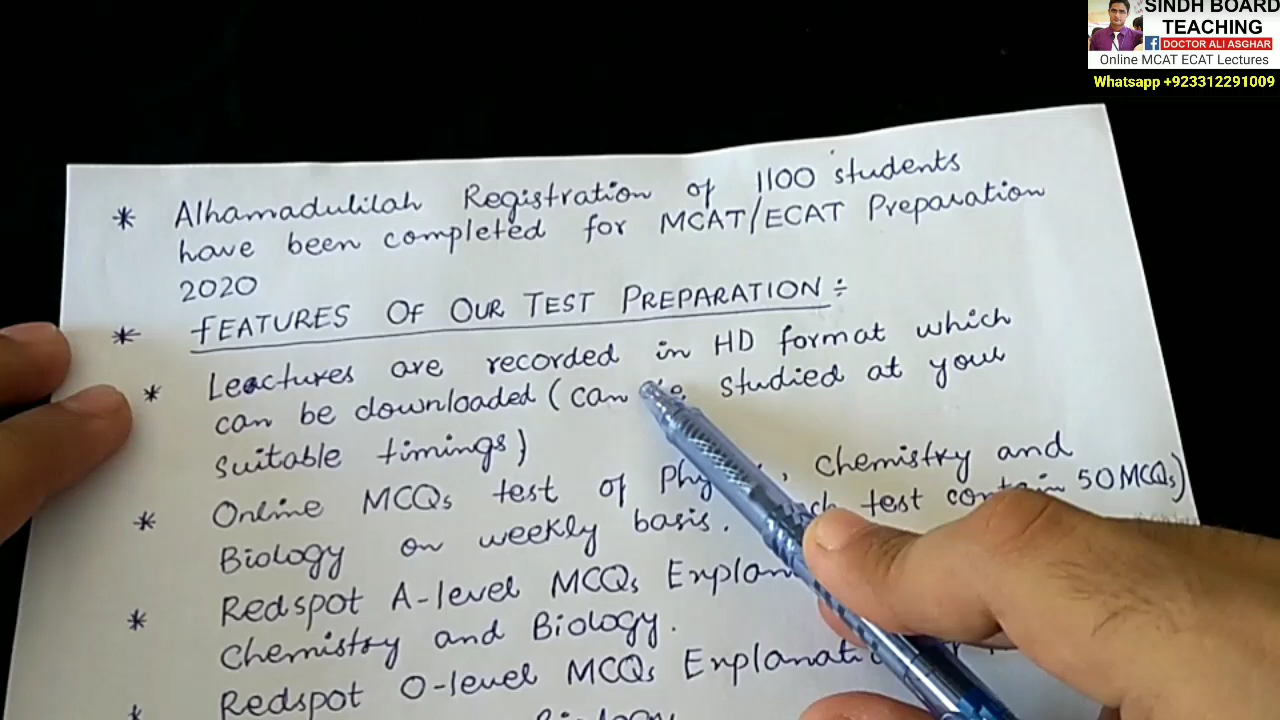 SINDH BOARD
TEACHING
f DOCTOR ALI ASGHAR
Online MCAT ECAT Lectures
Whatsapp +923312291009
* Alhamadulilah Registration of 1100 students
have been completed for MCAT/ECAT Preparation
2020
* FEATURES OF OUR TEST PREPARATION:
* Leactures are recorded in HD format which
can be downloaded (can studied at your
suitable timings)
* Online MCQs test of , chemistry and
Biology on weekly basis. test contain 50MCQs)
* Redspot A-level MCQs
Chemistry and Biology.
* Redspot O-level MCQs
Biology